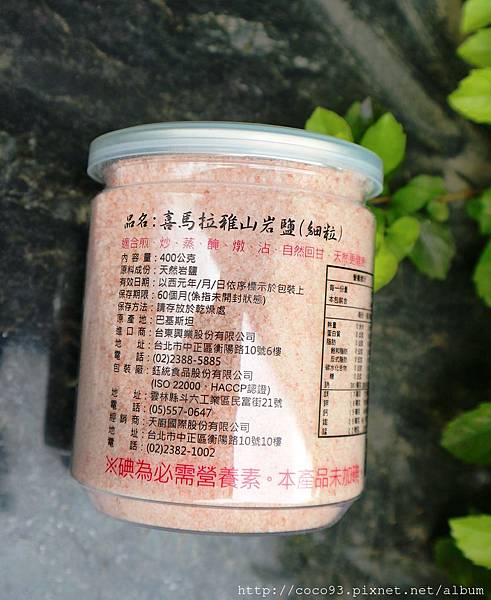 品名:喜馬拉雅山岩鹽(細粒)
適合煎、炒、蒸、醃、燉、沾、自然回甘、天然美味
內容量:400公克
原料成份:天然岩鹽
有效日期:以西元年/月/日依序標示於包裝上
保存期限:60個月(係指未開封狀態)
保存方法:請存放於乾燥處
原產地:巴基斯坦
進口商:台東興業股份有限公司
地址:台北市中正區衡陽路10號6樓
電話:(02)2388-5885
包裝廠:鈺統食品股份有限公司
(ISO 22000、HACCP認證)
地址:雲林縣斗六工業區民富街21號
電話:(05)557-0647
經銷商:天廚國際股份有限公司
地址:台北市中正區衡陽路10號10樓
電話:(02)2382-1002
※碘為必需營養素。本產品未加碘
營養標示
每一份量
本包裝含
熱量
蛋白質
脂肪
飽和脂肪
反式脂肪
碳水化合物
糖
鈉
http://coco93.pixnet.net/album